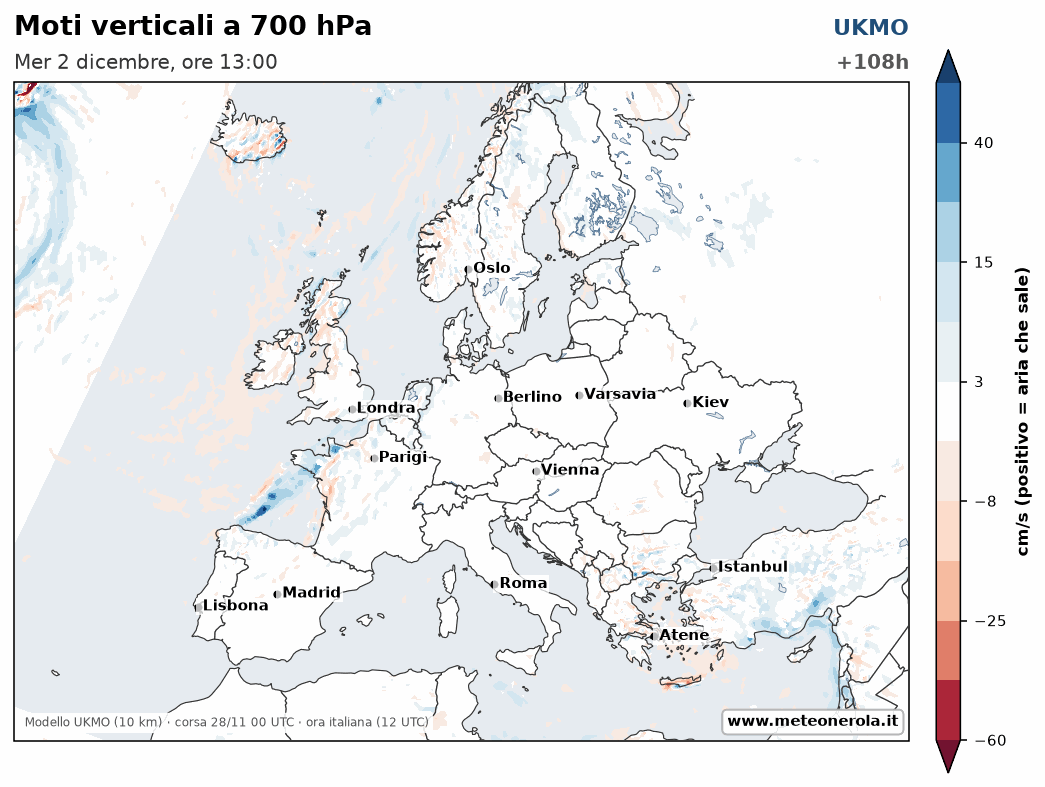 Moti verticali a 700 hPa
UKMO
Mer 2 dicembre, ore 13:00
+108h
40
15
3
−8
−25
−60
cm/s (positivo = aria che sale)
Oslo
Berlino
Varsavia
Kiev
Londra
Parigi
Vienna
Istanbul
Roma
Madrid
Lisbona
Atene
Modello UKMO (10 km) · corsa 28/11 00 UTC · ora italiana (12 UTC)
www.meteonerola.it